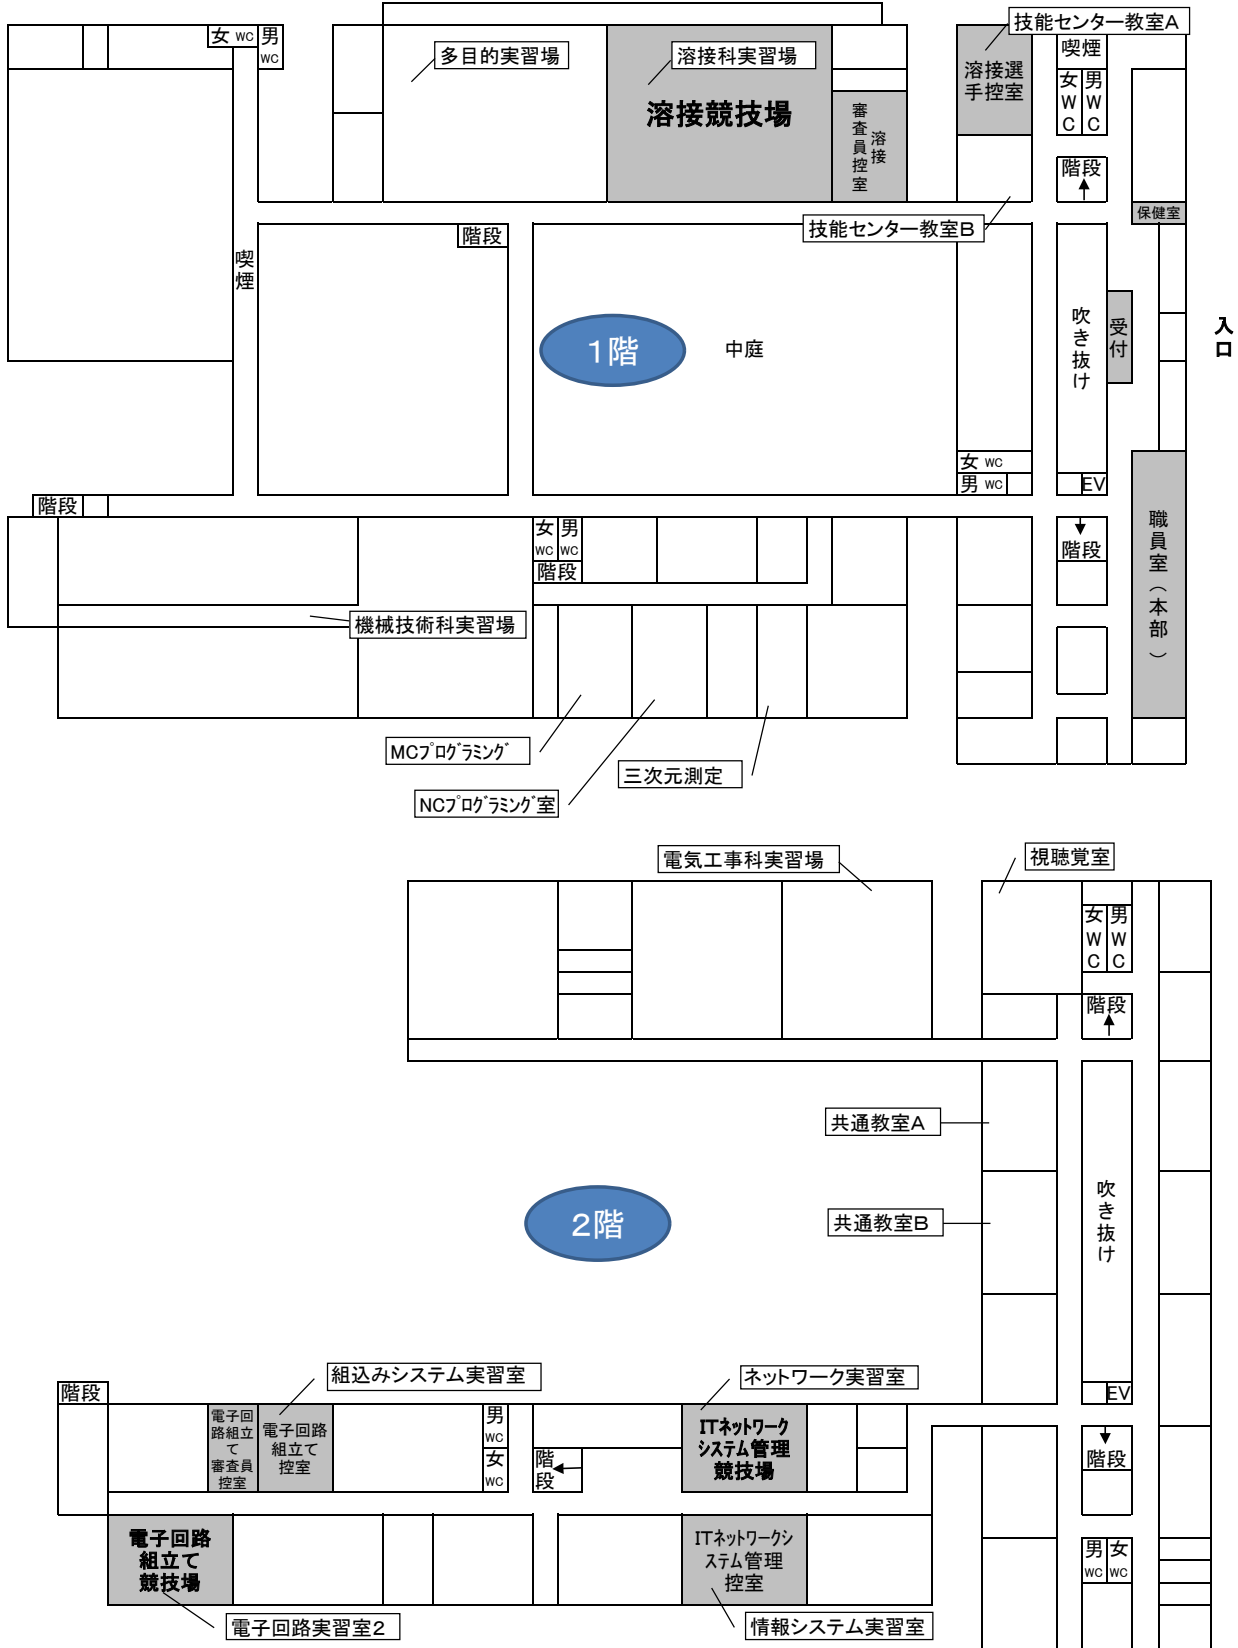 技能センター教室A
女 WC
男
WC
多目的実習場
溶接科実習場
喫煙
溶接選
手控室
溶接競技場
女
W
C
男
W
C
溶接
審査員控室
階段
保健室
技能センター教室B
階段
喫煙
吹き抜け
受付
入口
1階
中庭
女 WC
男 WC
EV
階段
女
WC
男
WC
階段
階段
職員室(本部)
機械技術科実習場
MCプログラミング
三次元測定
NCプログラミング室
電気工事科実習場
視聴覚室
女
W
C
男
W
C
階段
共通教室A
共通教室B
吹き抜け
2階
組込みシステム実習室
ネットワーク実習室
階段
EV
電子回
路組立
て
審査員
控室
電子回路
組立て
控室
男
WC
女
WC
階
段
ITネットワーク
システム管理
競技場
階段
電子回路
組立て
競技場
ITネットワークシ
ステム管理
控室
男
WC
女
WC
電子回路実習室2
情報システム実習室